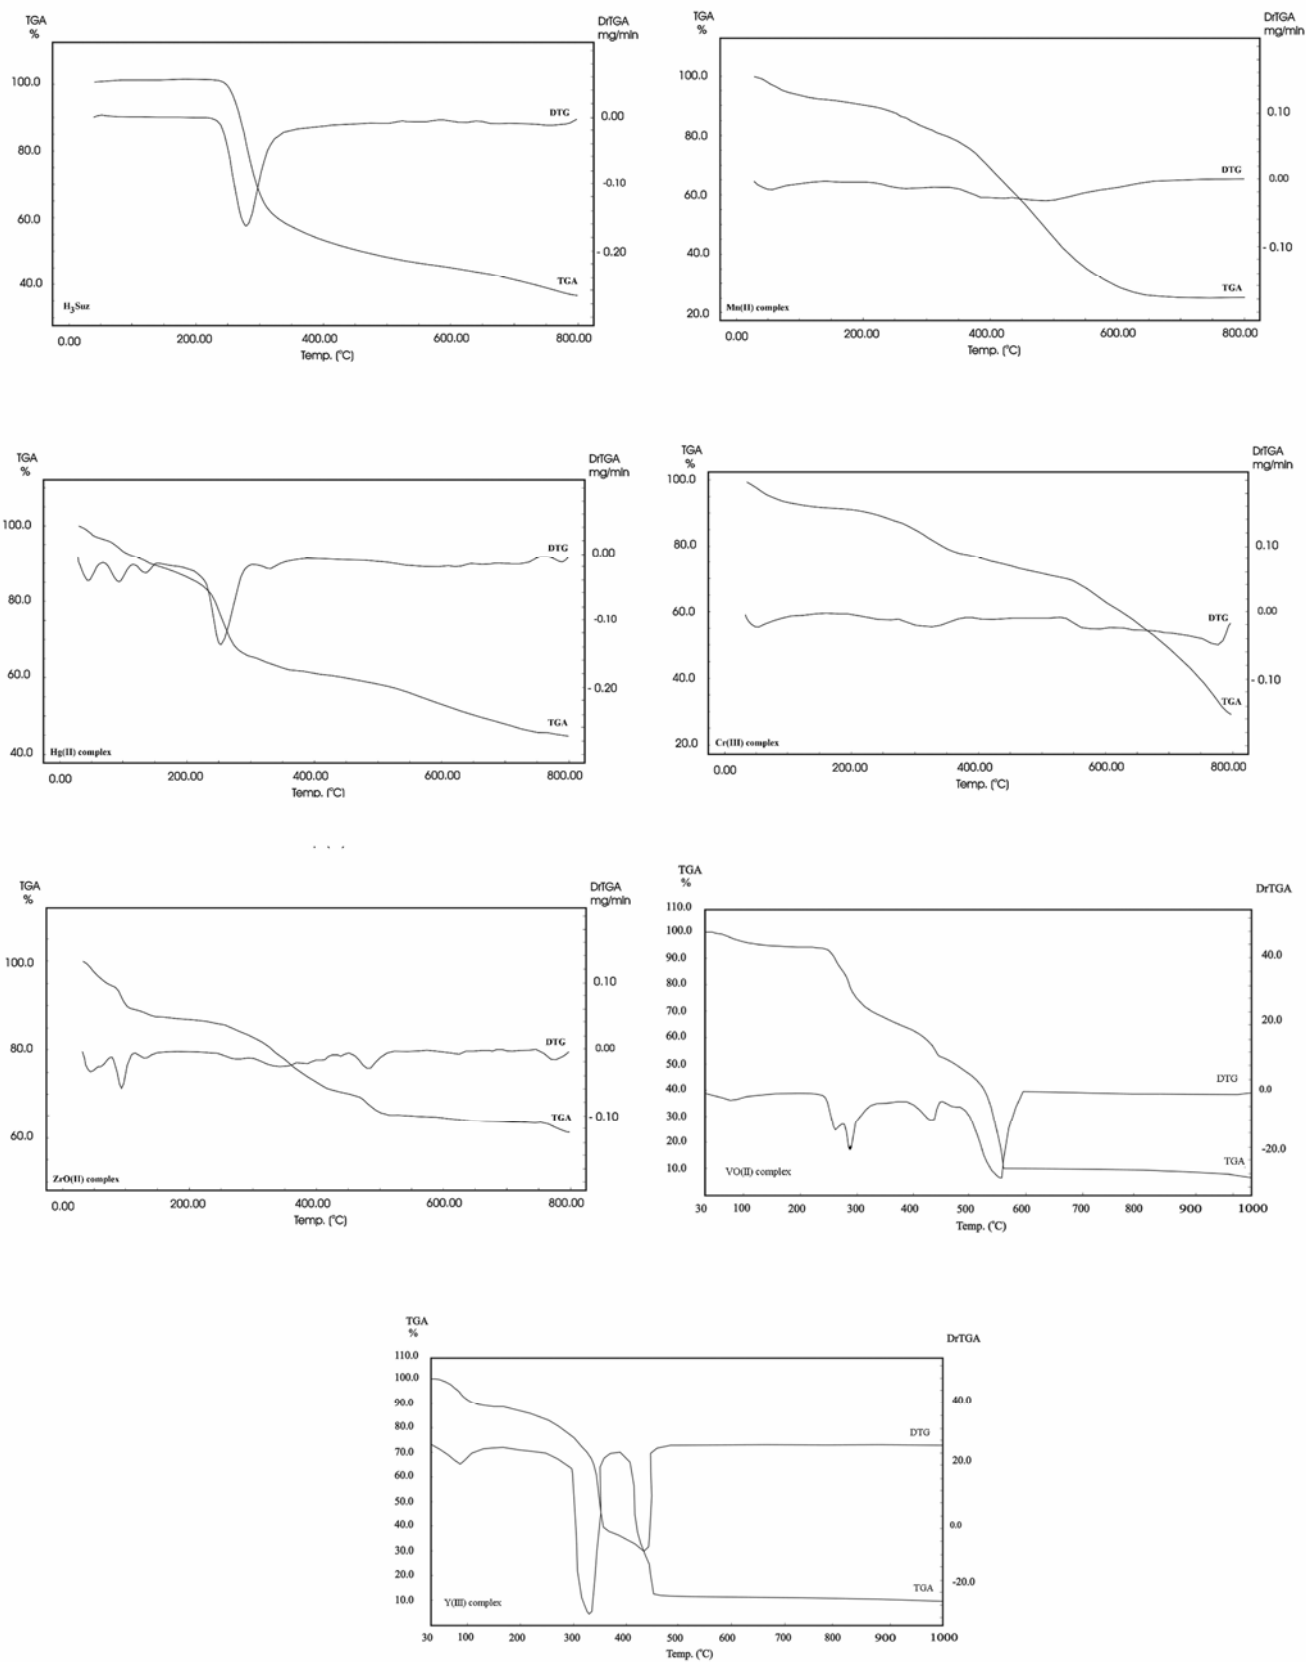 TGA
%
DrTGA
mg/min
100.0
80.0
60.0
40.0
0.00
-0.10
-0.20
DTG
TGA
H3Suz
0.00
200.00
400.00
600.00
800.00
Temp. (°C)
TGA
%
DrTGA
mg/min
100.0
80.0
60.0
40.0
20.0
0.10
0.00
-0.10
DTG
TGA
Mn(II) complex
0.00
200.00
400.00
600.00
800.00
Temp. (°C)
TGA
%
DrTGA
mg/min
100.0
80.0
60.0
40.0
0.00
-0.10
-0.20
DTG
TGA
Hg(II) complex
0.00
200.00
400.00
600.00
800.00
Temp. (°C)
TGA
%
DrTGA
mg/min
100.0
80.0
60.0
40.0
20.0
0.10
0.00
-0.10
DTG
TGA
Cr(III) complex
0.00
200.00
400.00
600.00
800.00
Temp. (°C)
TGA
%
DrTGA
mg/min
100.0
80.0
60.0
0.10
0.00
-0.10
DTG
TGA
ZrO(II) complex
0.00
200.00
400.00
600.00
800.00
Temp. (°C)
TGA
%
DrTGA
110.0
100.0
90.0
80.0
70.0
60.0
50.0
40.0
30.0
20.0
10.0
40.0
20.0
0.0
-20.0
DTG
TGA
VO(II) complex
30 100 200 300 400 500 600 700 800 900 1000
Temp. (°C)
TGA
%
DrTGA
110.0
100.0
90.0
80.0
70.0
60.0
50.0
40.0
30.0
20.0
10.0
40.0
20.0
0.0
-20.0
DTG
TGA
Y(III) complex
30 100 200 300 400 500 600 700 800 900 1000
Temp. (°C)